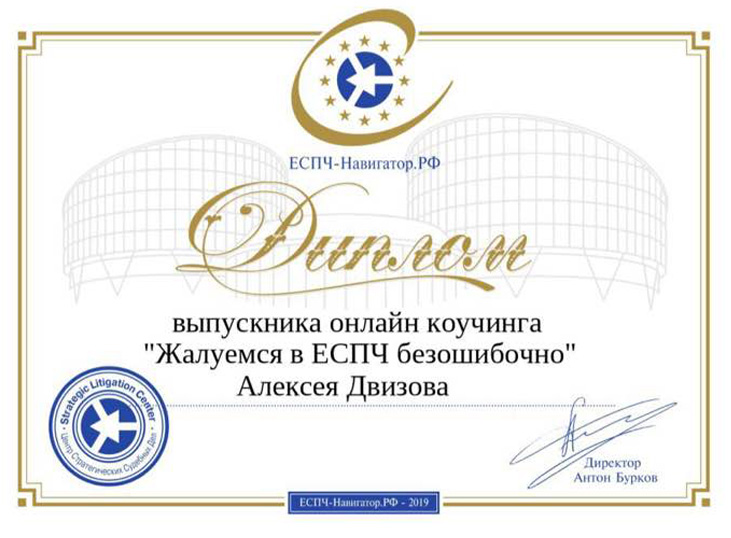 ЕСПЧ-Навигатор.РФ
Диплом
выпускника онлайн коучинга
"Жалуемся в ЕСПЧ безошибочно"
Алексея Двизова
Strategic Litigation Center
Центр Стратегических Судебных Дел
Директор
Антон Бурков
ЕСПЧ-Навигатор.РФ - 2019